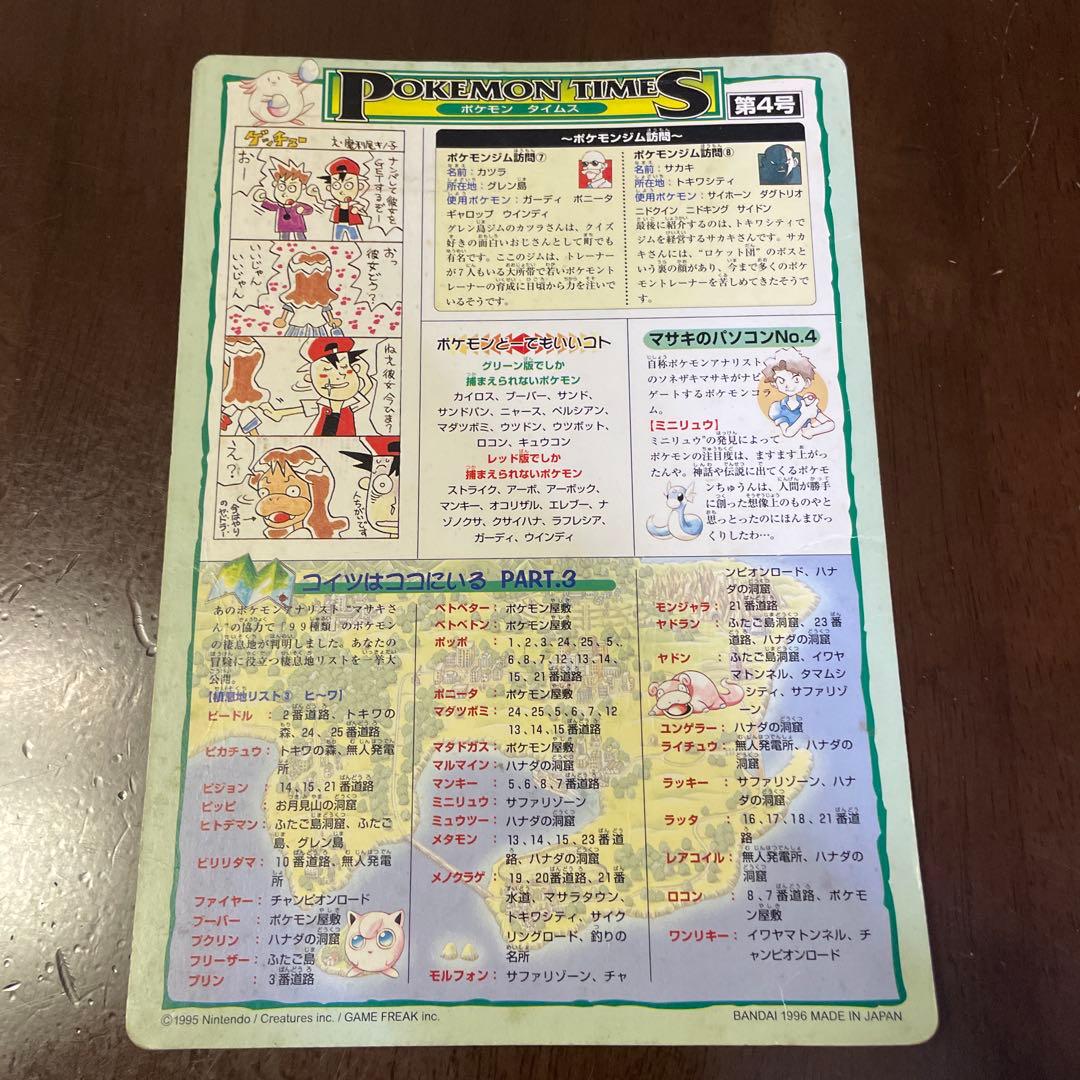 POKEMON TIMES
ポケモン タイムス
第4号
ゲッチュー
え・魔利尾キノ子
ナンパして彼女を
GETするぞー
おー
おっ
彼女どう?
いいじゃん
いいじゃん
ねえ彼女今ひま?
え?
今はやり
のヤドラン
人ちがいです
〜ポケモンジム訪問〜
ポケモンジム訪問⑦
名前:カツラ
所在地:グレン島
使用ポケモン:ガーディ ポニータ
ギャロップ ウインディ
グレン島ジムのカツラさんは、クイズ
好きの面白いおじさんとして町でも
有名です。ここのジムは、トレーナー
が7人もいる大所帯で若いポケモント
レーナーの育成に日頃から力を注いで
いるそうです。
ポケモンジム訪問⑧
名前:サカキ
所在地:トキワシティ
使用ポケモン:サイホーン ダグトリオ
ニドクイン ニドキング サイドン
最後に紹介するのは、トキワシティで
ジムを経営するサカキさんです。サカ
キさんには、"ロケット団"のボスと
いう裏の顔があり、今まで多くのポケ
モントレーナーを苦しめてきたそうで
す。
ポケモンどーでもいいコト
グリーン版でしか
捕まえられないポケモン
カイロス、ブーバー、サンド、
サンドパン、ニャース、ペルシアン、
マダツボミ、ウツドン、ウツボット、
ロコン、キュウコン
レッド版でしか
捕まえられないポケモン
ストライク、アーボ、アーボック、
マンキー、オコリザル、エレブー、ナ
ゾノクサ、クサイハナ、ラフレシア、
ガーディ、ウインディ
マサキのパソコンNo.4
自称ポケモンアナリスト
のソネザキマサキがナビ
ゲートするポケモンコラ
ム。
【ミニリュウ】
ミニリュウ"の発見によって
ポケモンの注目度は、ますます上がっ
たんや。神話や伝説に出てくるポケモ
ンちゅうんは、人間が勝手
に創った想像上のものやと
思っとったのにほんまびっ
くりしたわ…。
コイツはココにいる PART.3
あのポケモンアナリスト"マサキさ
ん"の協力で『99種類』のポケモン
の棲息地が判明しました。あなたの
冒険に役立つ棲息地リストを一挙大
公開。
【棲息地リスト③ ヒ〜ワ】
ビードル : 2番道路、トキワの
森、24、25番道路
ピカチュウ:トキワの森、無人発電
所
ピジョン : 14、15、21番道路
ピッピ : お月見山の洞窟
ヒトデマン:ふたご島洞窟、ふたご
島、グレン島
ビリリダマ:10番道路、無人発電
所
ファイヤー:チャンピオンロード
ブーバー : ポケモン屋敷
プクリン : ハナダの洞窟
フリーザー:ふたご島
プリン : 3番道路
ベトベター:ポケモン屋敷
ベトベトン:ポケモン屋敷
ポッポ : 1、2、3、24、25、5、
6、8、7、12、13、14、
15、21番道路
ポニータ : ポケモン屋敷
マダツボミ:24、25、5、6、7、12
13、14、15番道路
マタドガス:ポケモン屋敷
マルマイン:ハナダの洞窟
マンキー : 5、6、8、7番道路
ミニリュウ:サファリゾーン
ミュウツー:ハナダの洞窟
メタモン : 13、14、15、23番道
路、ハナダの洞窟
メノクラゲ: 19、20番道路、21番
水道、マサラタウン、
トキワシティ、サイク
リングロード、釣りの
名所
モルフォン:サファリゾーン、チャ
ンピオンロード、ハナ
ダの洞窟
モンジャラ:21番道路
ヤドラン : ふたご島洞窟、23番
道路、ハナダの洞窟
ヤドン : ふたご島洞窟、イワヤ
マトンネル、タマムシ
シティ、サファリゾ
ーン
ユンゲラー:ハナダの洞窟
ライチュウ:無人発電所、ハナダの
洞窟
ラッキー : サファリゾーン、ハナ
ダの洞窟
ラッタ : 16、17、18、21番道
路
レアコイル:無人発電所、ハナダの
洞窟
ロコン : 8、7番道路、ポケモ
ン屋敷
ワンリキー:イワヤマトンネル、チ
ャンピオンロード
©1995 Nintendo / Creatures inc. / GAME FREAK inc.
BANDAI 1996 MADE IN JAPAN